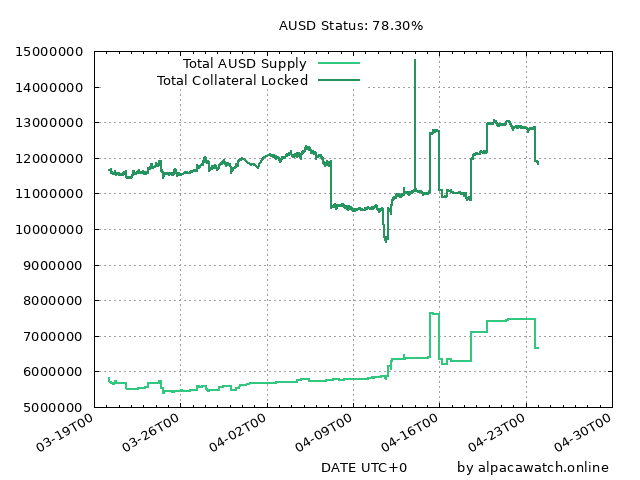 AUSD Status: 78.30%
15000000
14000000
13000000
12000000
11000000
10000000
9000000
8000000
7000000
6000000
5000000
Total AUSD Supply
Total Collateral Locked
03-19T00
03-26T00
04-02T00
04-09T00
04-16T00
04-23T00
04-30T00
DATE UTC+0
by alpacawatch.online